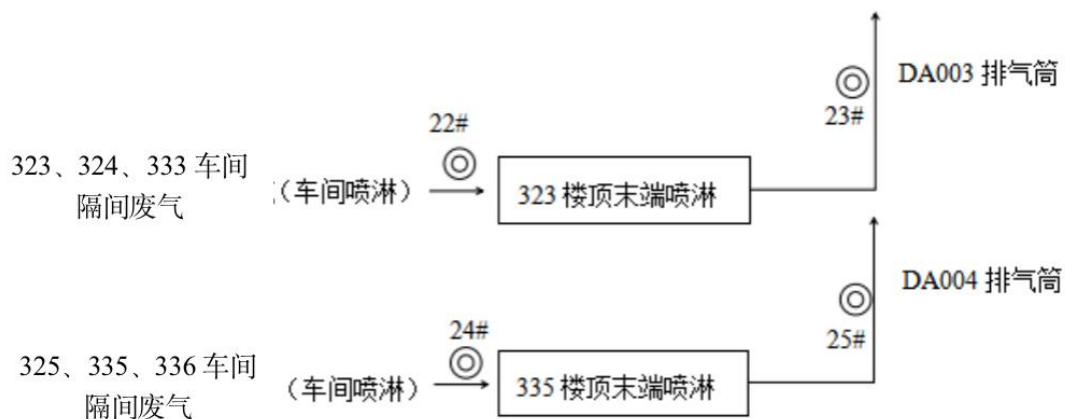 DA003 排气筒
23#
22#
323、324、333 车间
隔间废气
（车间喷淋）
323 楼顶末端喷淋
DA004 排气筒
25#
24#
325、335、336 车间
隔间废气
（车间喷淋）
335 楼顶末端喷淋